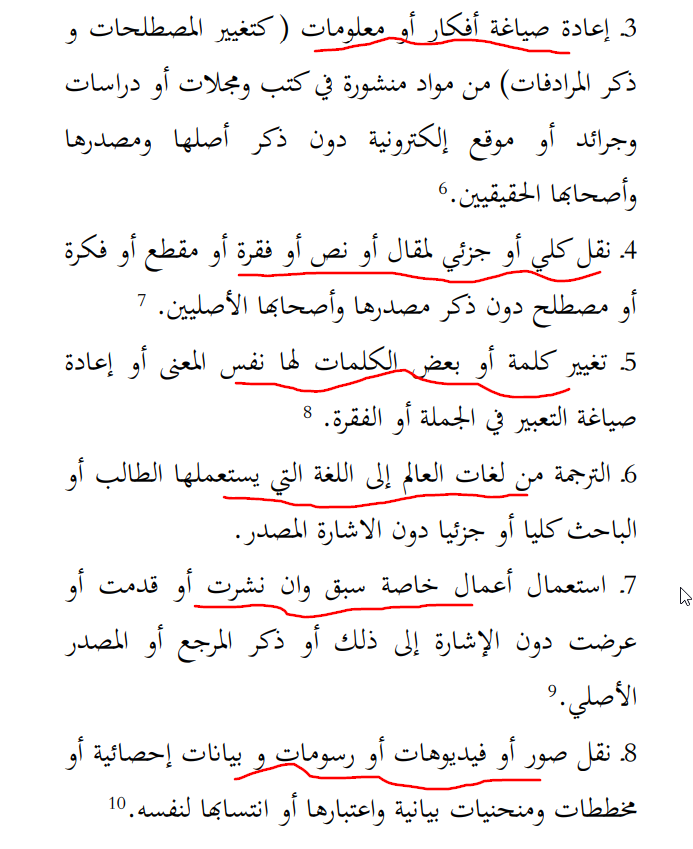 3. إعادة صياغة أفكار أو معلومات ( كتغيير المصطلحات و
ذكر المرادفات) من مواد منشورة في كتب ومجلات أو دراسات
وجرائد أو موقع إلكترونية دون ذكر أصلها ومصدرها
وأصحابها الحقيقيين.6
4. نقل كلي أو جزئي لمقال أو نص أو فقرة أو مقطع أو فكرة
أو مصطلح دون ذكر مصدرها وأصحابها الأصليين. 7
5. تغيير كلمة أو بعض الكلمات لها نفس المعنى أو إعادة
صياغة التعبير في الجملة أو الفقرة. 8
6. الترجمة من لغات العالم إلى اللغة التي يستعملها الطالب أو
الباحث كليا أو جزئيا دون الاشارة المصدر.
7. استعمال أعمال خاصة سبق وان نشرت أو قدمت أو
عرضت دون الإشارة إلى ذلك أو ذكر المرجع أو المصدر
الأصلي.9
8. نقل صور أو فيديوهات أو رسومات و بيانات إحصائية أو
مخططات ومنحنيات بيانية واعتبارها أو انتسابها لنفسه.10